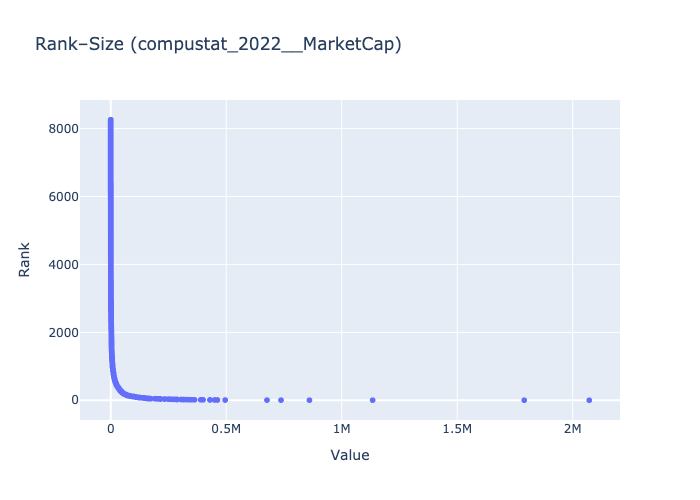 Rank–Size (compustat_2022__MarketCap)
8000
6000
4000
2000
0
Rank
0
0.5M
1M
1.5M
2M
Value